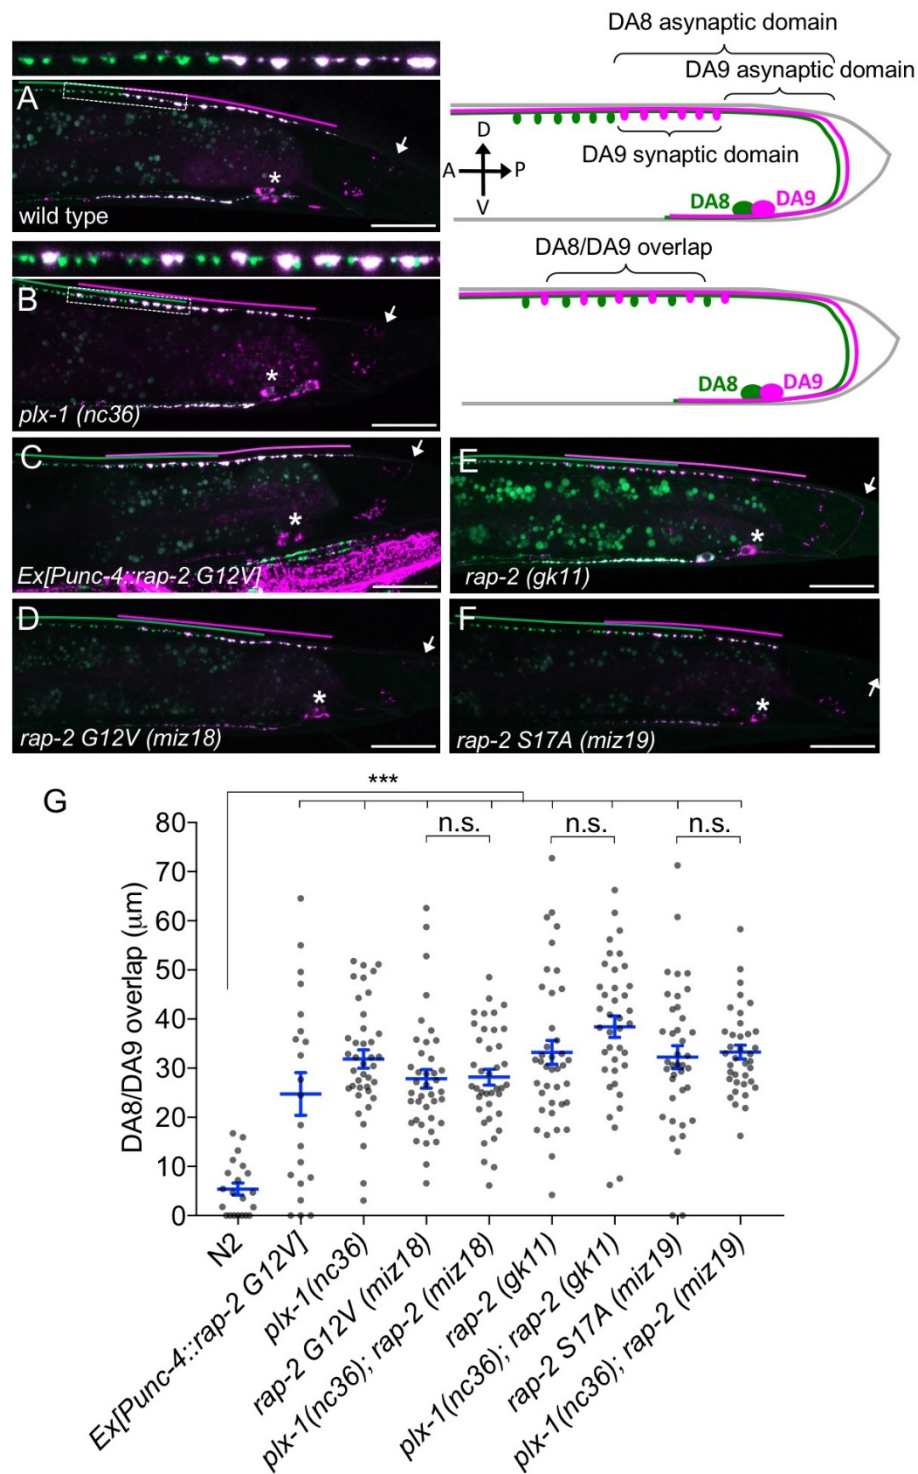 DA8 asynaptic domain
DA9 asynaptic domain
A
wild type
D
A
P
V
DA9 synaptic domain
DA8 DA9
B
plx-1 (nc36)
DA8/DA9 overlap
DA8 DA9
C
Ex[Punc-4::rap-2 G12V]
E
rap-2 (gk11)
D
rap-2 G12V (miz18)
F
rap-2 S17A (miz19)
G
***
n.s.
n.s.
n.s.
DA8/DA9 overlap (μm)
80
70
60
50
40
30
20
10
0
N2
Ex[Punc-4::rap-2 G12V]
plx-1(nc36)
rap-2 G12V (miz18)
plx-1(nc36); rap-2 (miz18)
rap-2 (gk11)
plx-1(nc36); rap-2 (gk11)
rap-2 S17A (miz19)
plx-1(nc36); rap-2 (miz19)